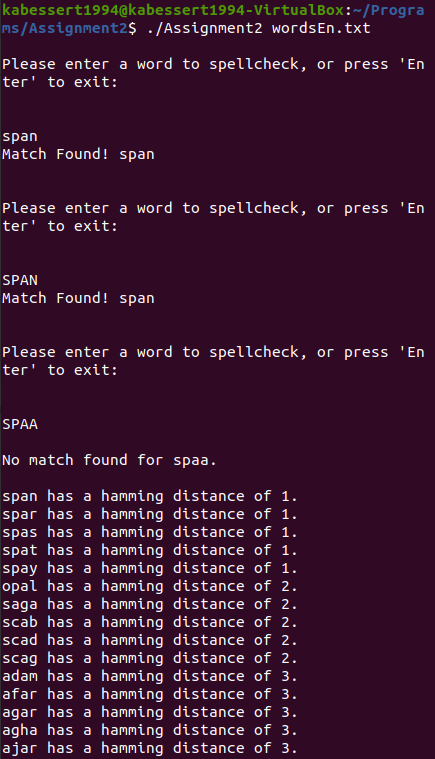 kabessert1994@kabessert1994-VirtualBox:~/Progra
ms/Assignment2$ ./Assignment2 wordsEn.txt
Please enter a word to spellcheck, or press 'En
ter' to exit:
span
Match Found! span
Please enter a word to spellcheck, or press 'En
ter' to exit:
SPAN
Match Found! span
Please enter a word to spellcheck, or press 'En
ter' to exit:
SPAA
No match found for spaa.
span has a hamming distance of 1.
spar has a hamming distance of 1.
spas has a hamming distance of 1.
spat has a hamming distance of 1.
spay has a hamming distance of 1.
opal has a hamming distance of 2.
saga has a hamming distance of 2.
scab has a hamming distance of 2.
scad has a hamming distance of 2.
scag has a hamming distance of 2.
adam has a hamming distance of 3.
afar has a hamming distance of 3.
agar has a hamming distance of 3.
agha has a hamming distance of 3.
ajar has a hamming distance of 3.